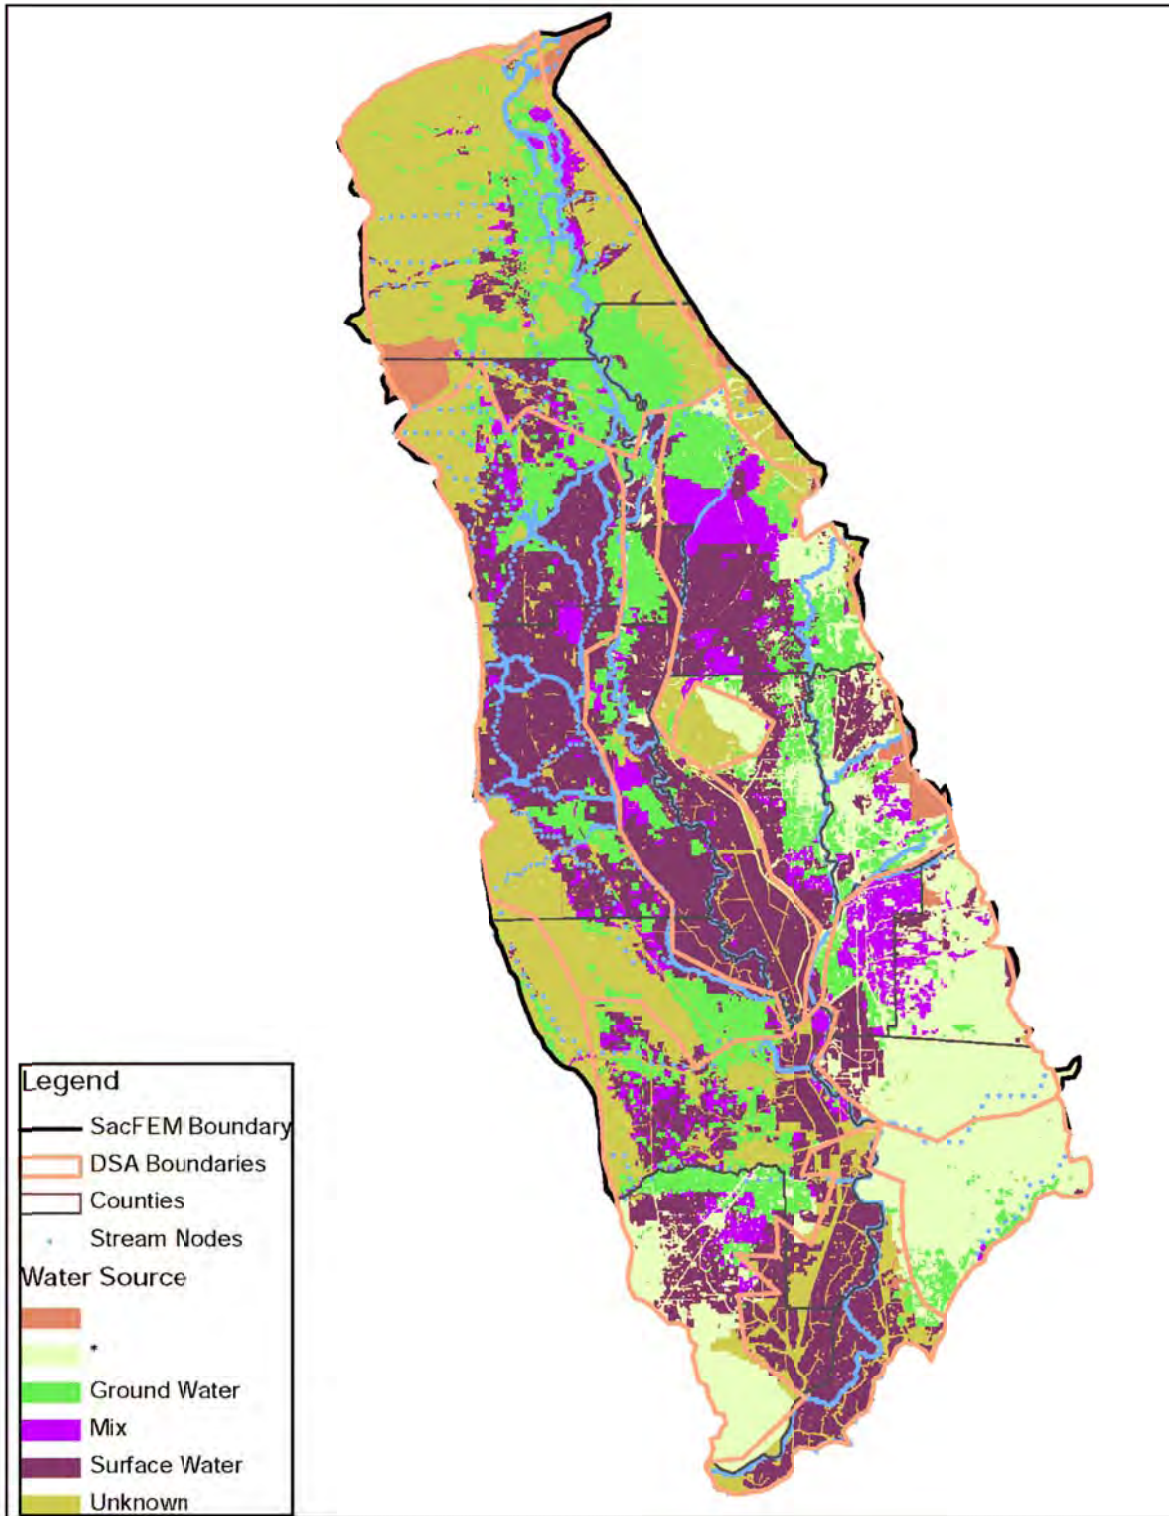 Legend
SacFEM Boundary
DSA Boundaries
Counties
Stream Nodes
Water Source
*
Ground Water
Mix
Surface Water
Unknown